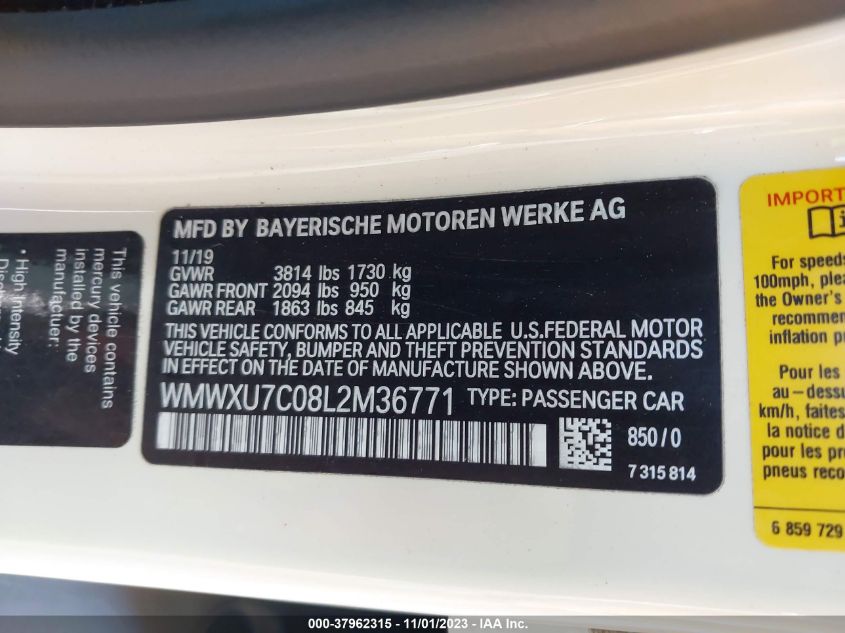 MFD BY BAYERISCHE MOTOREN WERKE AG
11/19
GVWR 3814 lbs 1730 kg
GAWR FRONT 2094 lbs 950 kg
GAWR REAR 1863 lbs 845 kg
THIS VEHICLE CONFORMS TO ALL APPLICABLE U.S.FEDERAL MOTOR
VEHICLE SAFETY, BUMPER AND THEFT PREVENTION STANDARDS
IN EFFECT ON THE DATE OF MANUFACTURE SHOWN ABOVE.
WMWXU7C08L2M36771 TYPE: PASSENGER CAR
850/0
7 315 814
This vehicle contains
mercury devices
installed by the
manufacturer:
• High Intensity
IMPORT
For speeds
100mph, plea
the Owner's
recommen
inflation p
Pour les
au–dessu
km/h, faites
la notice d
pour les pre
pneus reco
6 859 729
000-37962315 - 11/01/2023 - IAA Inc.